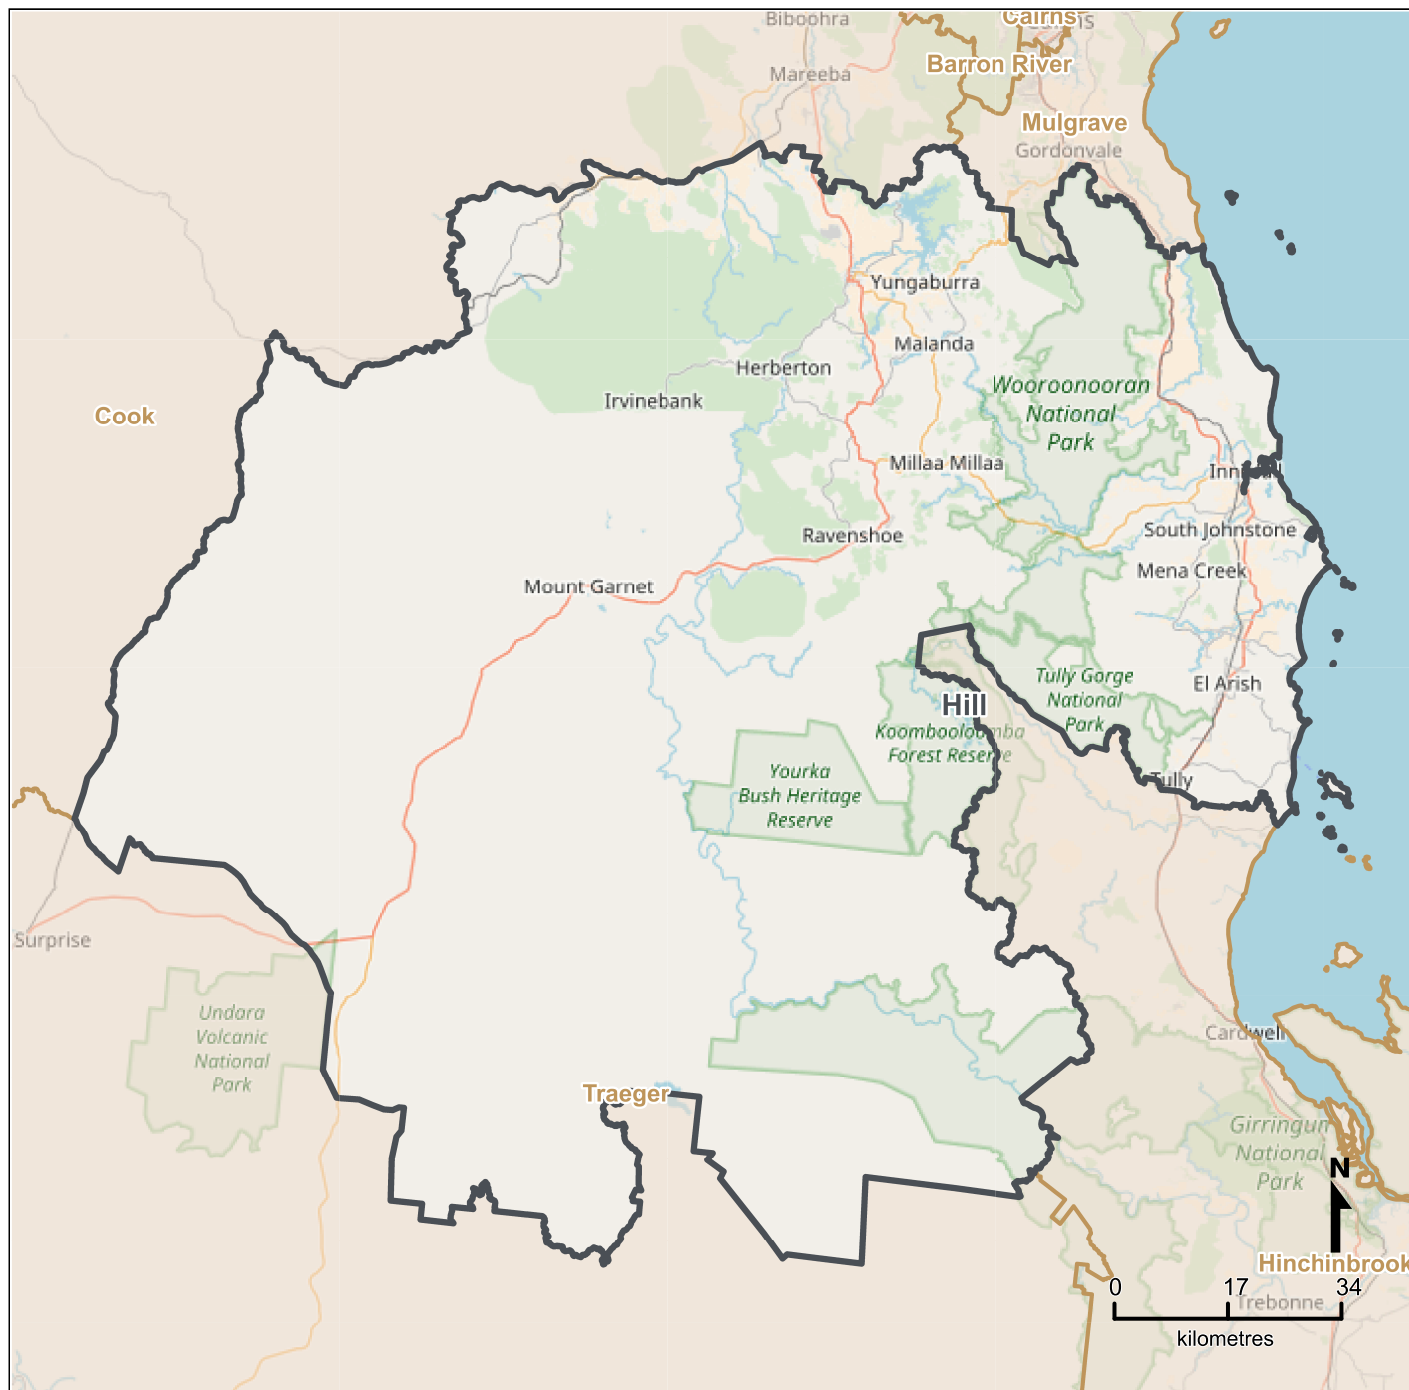 Biboohra
Cairns
Barron River
Mareeba
Mulgrave
Gordonvale
Yungaburra
Malanda
Herberton
Wooroonooran
National
Park
Irvinebank
Cook
Millaa Millaa
South Johnstone
Ravenshoe
Mena Creek
Mount Garnet
Tully Gorge
National
Park
El Arish
Hill
Koombooloomba
Forest Reserve
Yourka
Bush Heritage
Reserve
Tully
Surprise
Undara
Volcanic
National
Park
Cardwell
Traeger
Girringun
National
Park
N
Hinchinbrook
0 17 34
Trebonne
kilometres